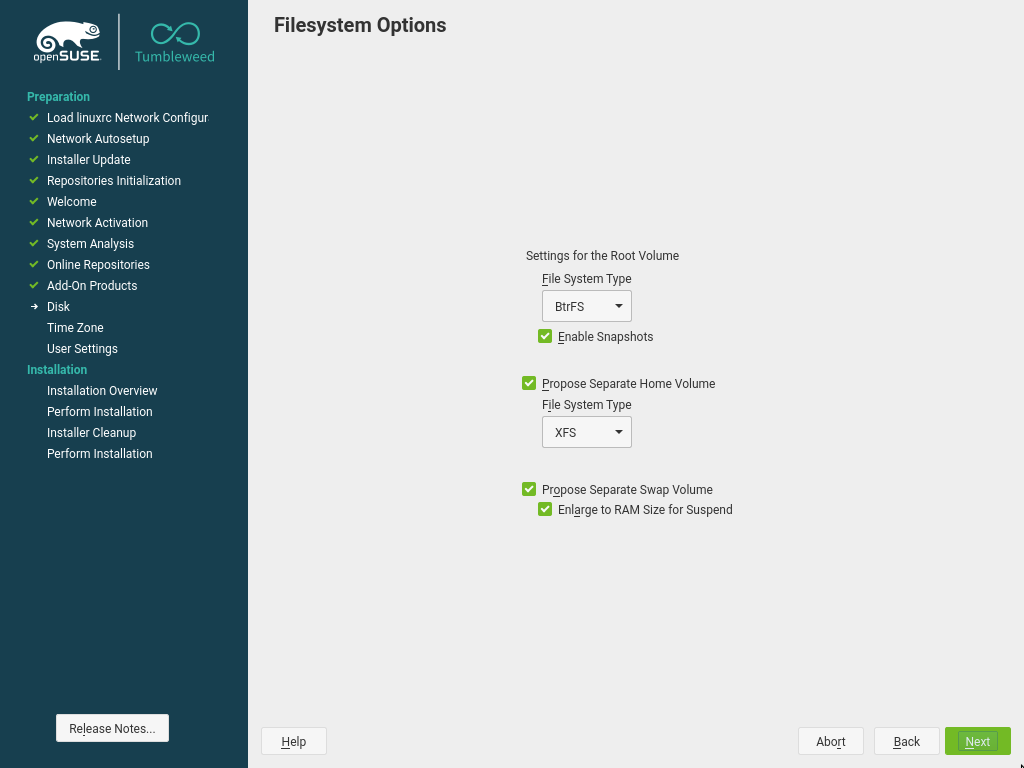 Filesystem Options
openSUSE
Tumbleweed
Preparation
Load linuxrc Network Configur
Network Autosetup
Installer Update
Repositories Initialization
Welcome
Network Activation
System Analysis
Online Repositories
Add-On Products
Disk
Time Zone
User Settings
Installation
Installation Overview
Perform Installation
Installer Cleanup
Perform Installation
Release Notes...
Settings for the Root Volume
File System Type
BtrFS
Enable Snapshots
Propose Separate Home Volume
File System Type
XFS
Propose Separate Swap Volume
Enlarge to RAM Size for Suspend
Help
Abort
Back
Next